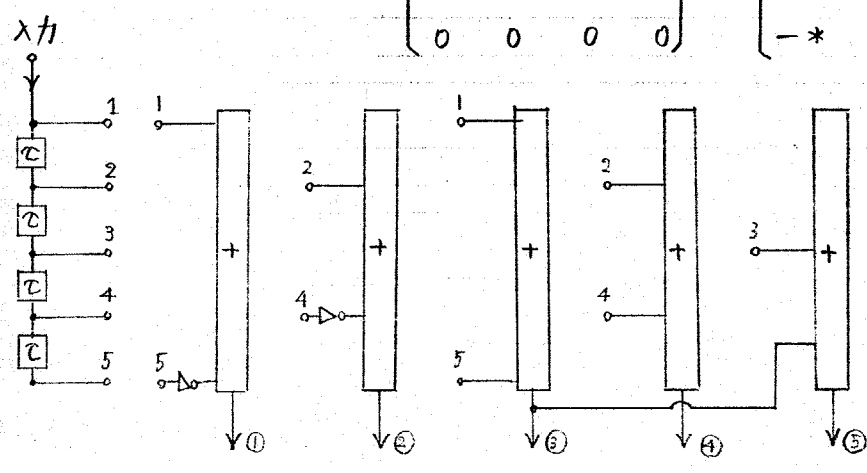 入力
0 0 0 0 - *
1 1 1
τ
2 2 2
τ
3 + + + + 3 +
τ
4 4 4
τ
5 5 5
① ② ③ ④ ⑤